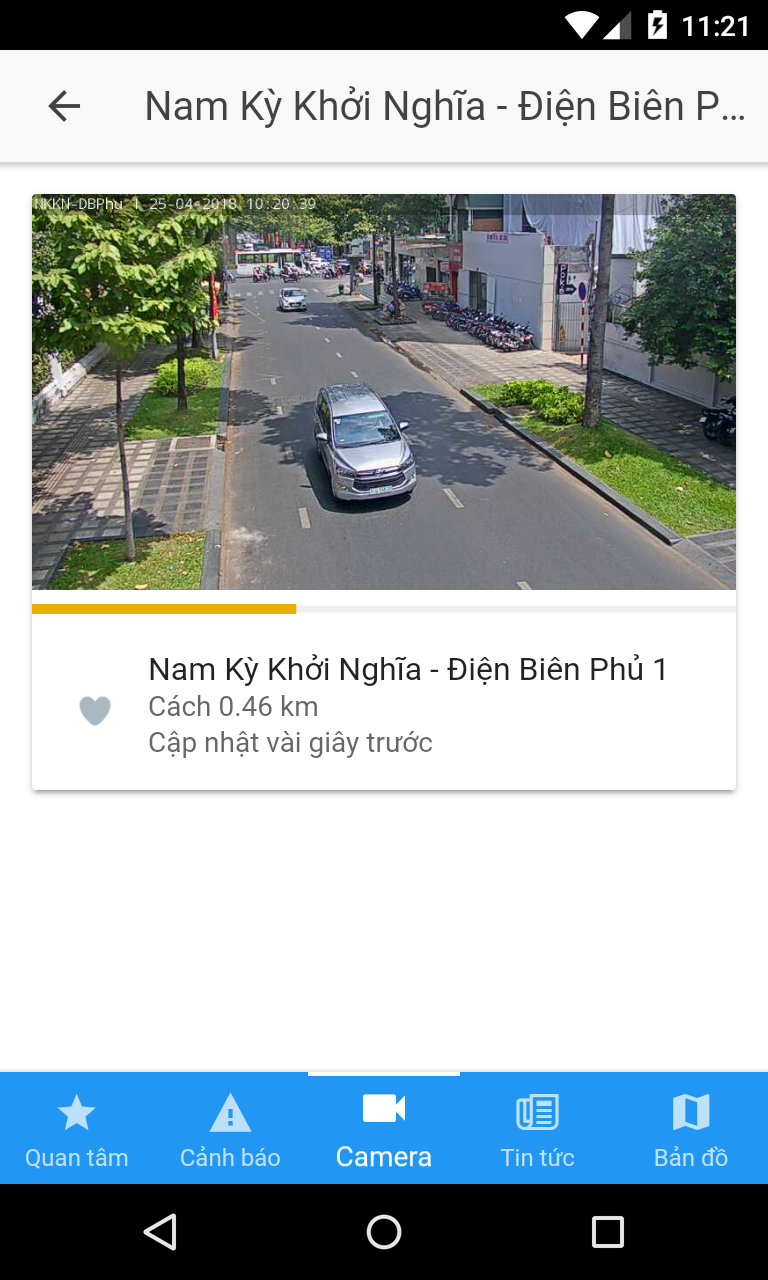 11:21
Nam Kỳ Khởi Nghĩa - Điện Biên P...
NKKN-DBPhu 1 25-04-2018 10:20:39
Nam Kỳ Khởi Nghĩa - Điện Biên Phủ 1
Cách 0.46 km
Cập nhật vài giây trước
Quan tâm
Cảnh báo
Camera
Tin tức
Bản đồ